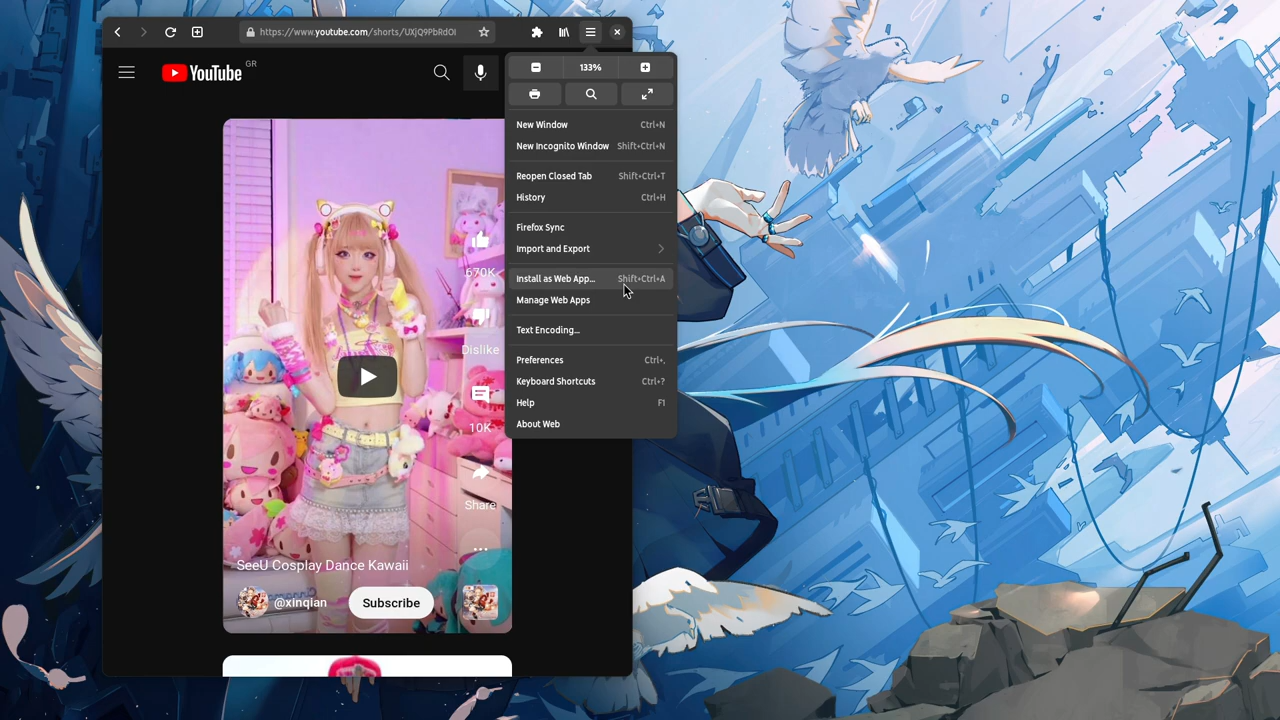 https://www.youtube.com/shorts/UXjQ9PbRdOI
YouTube GR
133%
New Window Ctrl+N
New Incognito Window Shift+Ctrl+N
Reopen Closed Tab Shift+Ctrl+T
History Ctrl+H
Firefox Sync
Import and Export
Install as Web App… Shift+Ctrl+A
Manage Web Apps
Text Encoding…
Preferences Ctrl+,
Keyboard Shortcuts Ctrl+?
Help F1
About Web
670K
Dislike
10K
Share
SeeU Cosplay Dance Kawaii
@xinqian
Subscribe